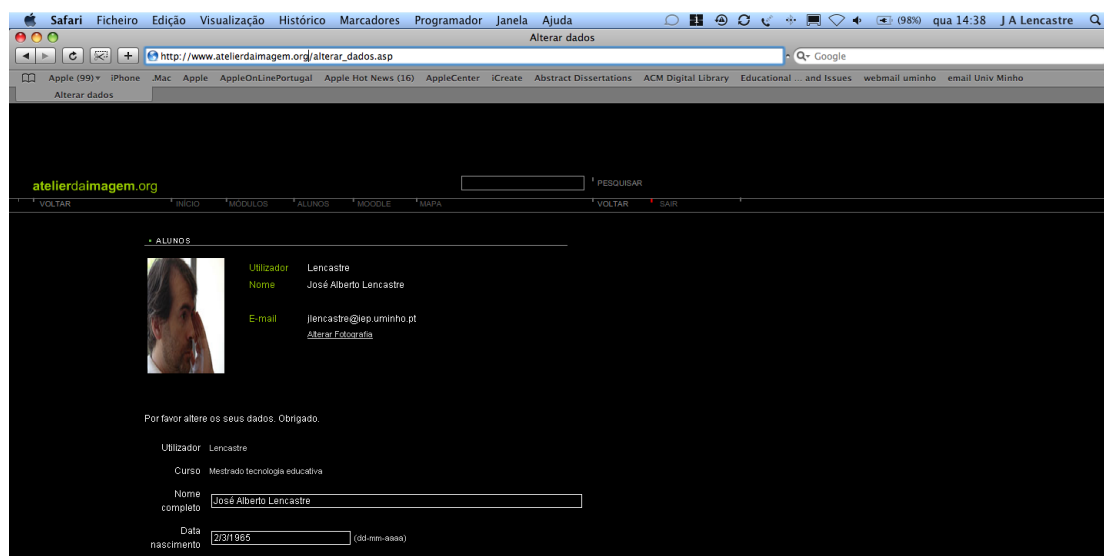 Safari Ficheiro Edição Visualização Histórico Marcadores Programador Janela Ajuda 1 (98%) qua 14:38 J A Lencastre
Alterar dados
http://www.atelierdaimagem.org/alterar_dados.asp Google
Apple (99) iPhone .Mac Apple AppleOnLinePortugal Apple Hot News (16) AppleCenter iCreate Abstract Dissertations ACM Digital Library Educational ... and Issues webmail uminho email Univ Minho
Alterar dados
atelierdaimagem.org PESQUISAR
VOLTAR INÍCIO MÓDULOS ALUNOS MOODLE MAPA VOLTAR SAIR
ALUNOS
Utilizador Lencastre
Nome José Alberto Lencastre
E-mail jlencastre@iep.uminho.pt
Alterar Fotografia
Por favor altere os seus dados. Obrigado.
Utilizador Lencastre
Curso Mestrado tecnologia educativa
Nome completo José Alberto Lencastre
Data nascimento 2/3/1965 (dd-mm-aaaa)